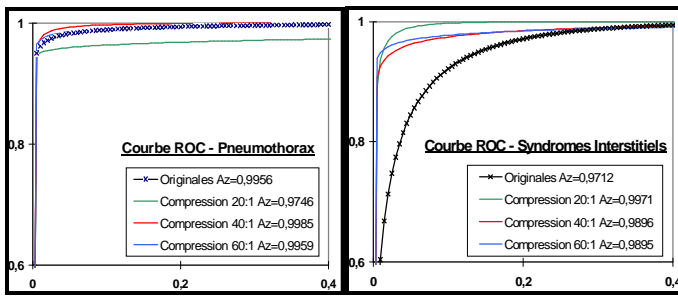 1
0,8
0,6
0
0,2
0,4
Courbe ROC - Pneumothorax
Originales Az=0,9956
Compression 20:1 Az=0,9746
Compression 40:1 Az=0,9985
Compression 60:1 Az=0,9959
1
0,8
0,6
0
0,2
0,4
Courbe ROC - Syndromes Interstitiels
Originales Az=0,9712
Compression 20:1 Az=0,9971
Compression 40:1 Az=0,9896
Compression 60:1 Az=0,9895